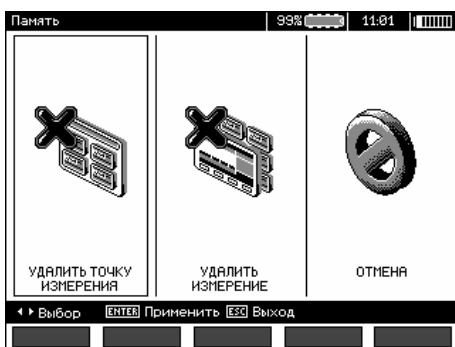 Память 99% 11:01
УДАЛИТЬ ТОЧКУ
ИЗМЕРЕНИЯ
УДАЛИТЬ
ИЗМЕРЕНИЕ
ОТМЕНА
Выбор ENTER Применить ESC Выход